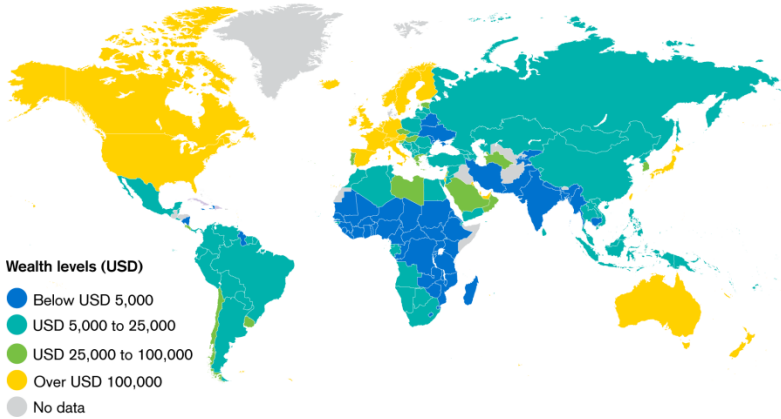 Wealth levels (USD)
Below USD 5,000
USD 5,000 to 25,000
USD 25,000 to 100,000
Over USD 100,000
No data